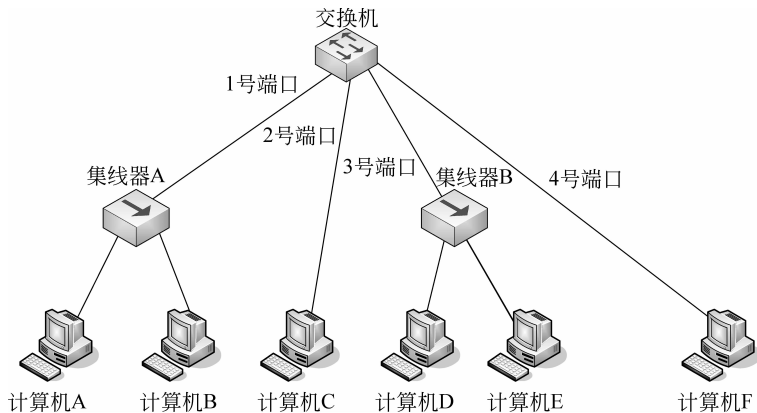 交换机
1号端口
2号端口
3号端口
4号端口
集线器A
集线器B
计算机A
计算机B
计算机C
计算机D
计算机E
计算机F